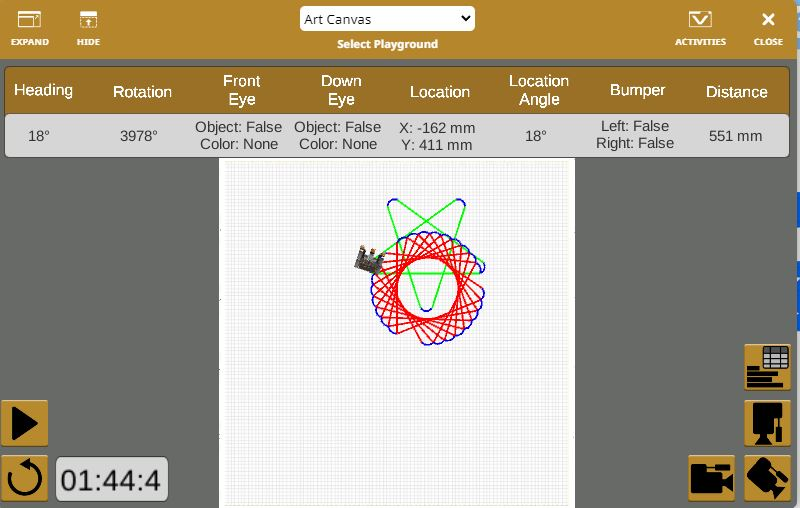 Art Canvas
EXPAND
HIDE
Select Playground
ACTIVITIES
CLOSE
Heading
Rotation
Front
Eye
Down
Eye
Location
Location
Angle
Bumper
Distance
18°
3978°
Object: False
Color: None
Object: False
Color: None
X: -162 mm
Y: 411 mm
18°
Left: False
Right: False
551 mm
01:44:4